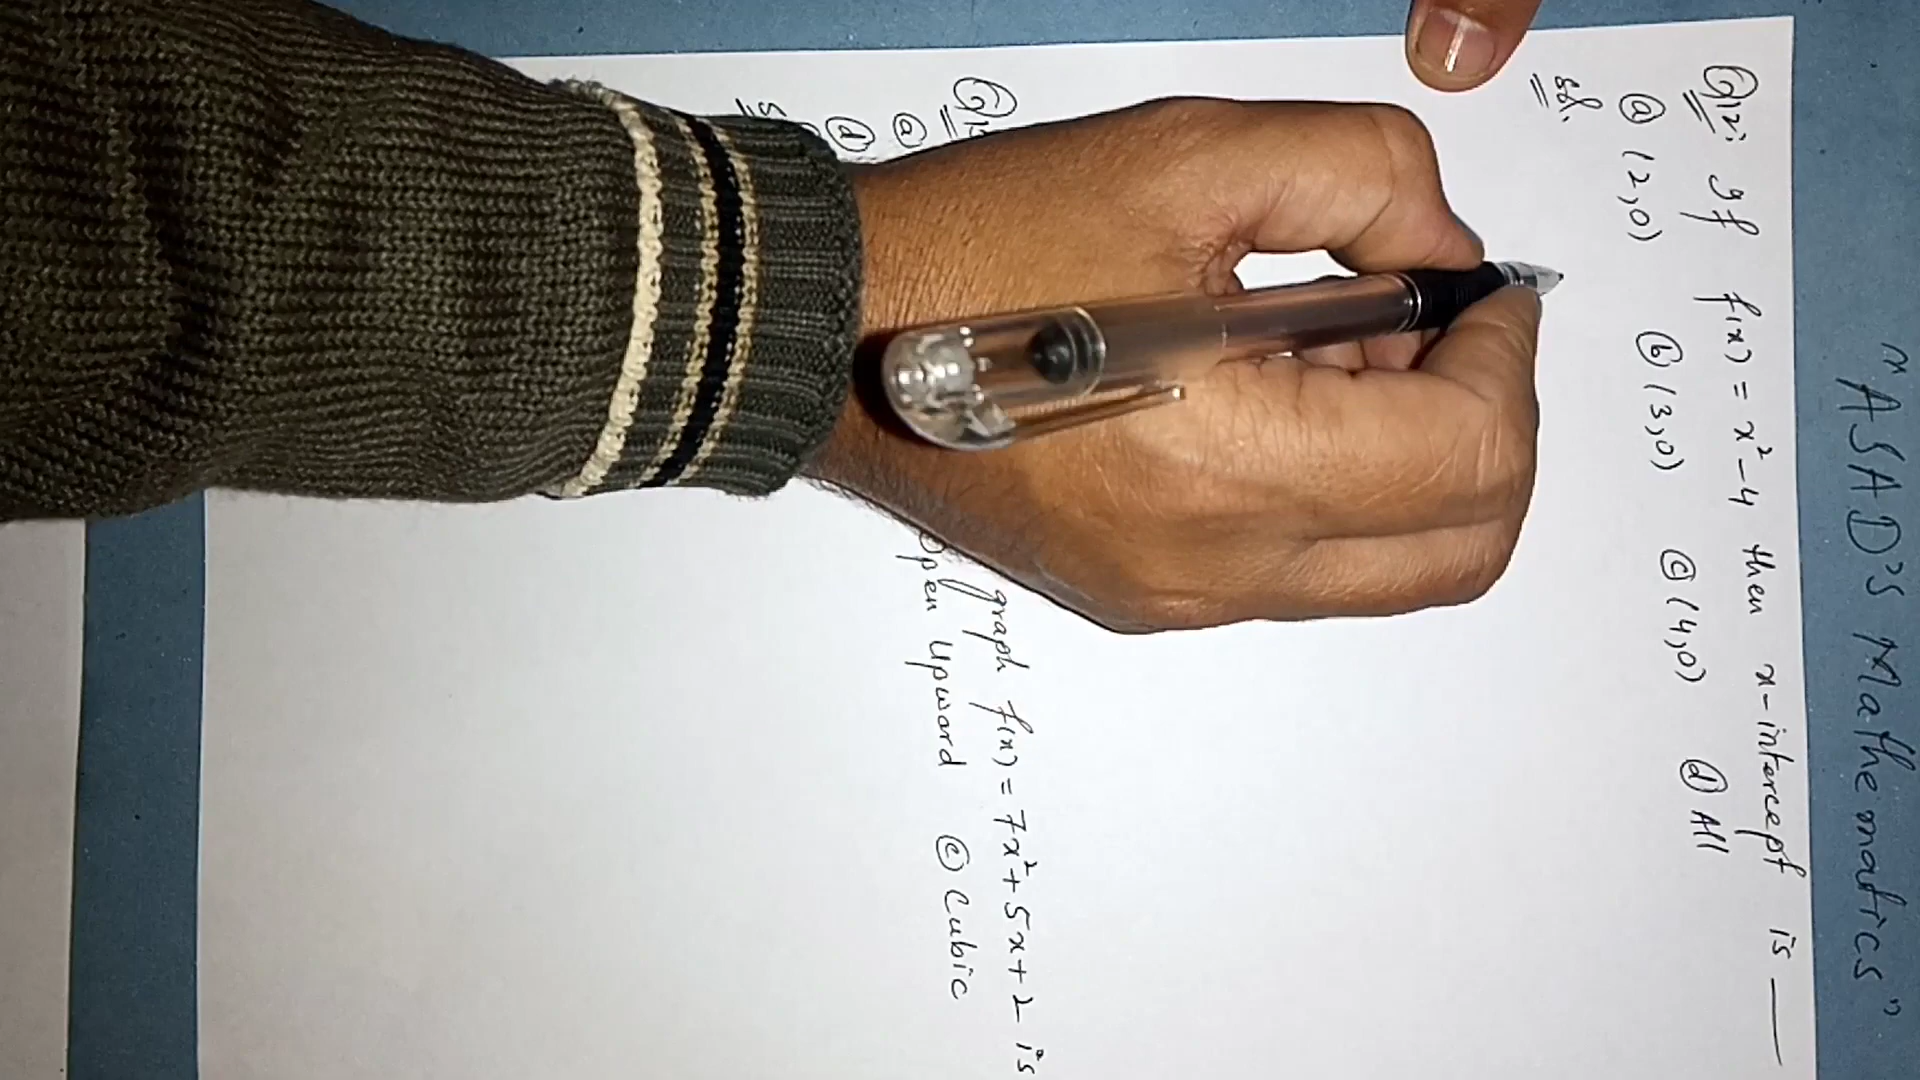 "ASAD'S Mathematics"
Q12: If f(x) = x² - 4 then x-intercept is ___
(a) (2,0) (b) (3,0) (c) (4,0) (d) All
Sol.
graph f(x) = 7x² + 5x + 2 is
(a) open upward (c) Cubic
(d)